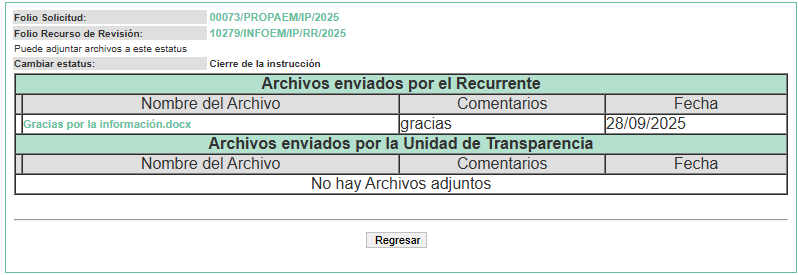 Folio Solicitud: 00073/PROPAEM/IP/2025
Folio Recurso de Revisión: 10279/INFOEM/IP/RR/2025
Puede adjuntar archivos a este estatus
Cambiar estatus: Cierre de la instrucción
Archivos enviados por el Recurrente
Nombre del Archivo Comentarios Fecha
Gracias por la información.docx gracias 28/09/2025
Archivos enviados por la Unidad de Transparencia
Nombre del Archivo Comentarios Fecha
No hay Archivos adjuntos
Regresar